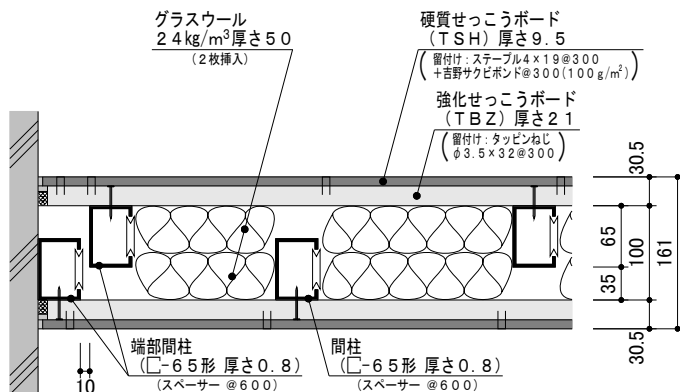 グラスウール
24kg/m³厚さ50
(2枚挿入)
硬質せっこうボード
(TSH)厚さ9.5
(留付け:ステープル4×19@300
+吉野サクビボンド@300(100g/m²))
強化せっこうボード
(TBZ)厚さ21
(留付け:タッピンねじ
φ3.5×32@300)
30.5
65
100
161
35
30.5
端部間柱
(匚-65形 厚さ0.8)
(スペーサー @600)
間柱
(匚-65形 厚さ0.8)
(スペーサー @600)
10